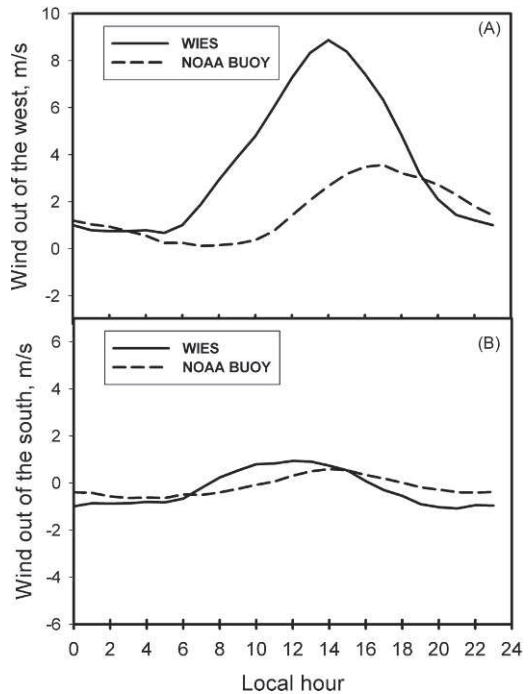 10
8
6
4
2
0
-2
Wind out of the west, m/s
WIES
NOAA BUOY
(A)
6
4
2
0
-2
-4
-6
Wind out of the south, m/s
WIES
NOAA BUOY
(B)
0 2 4 6 8 10 12 14 16 18 20 22 24
Local hour